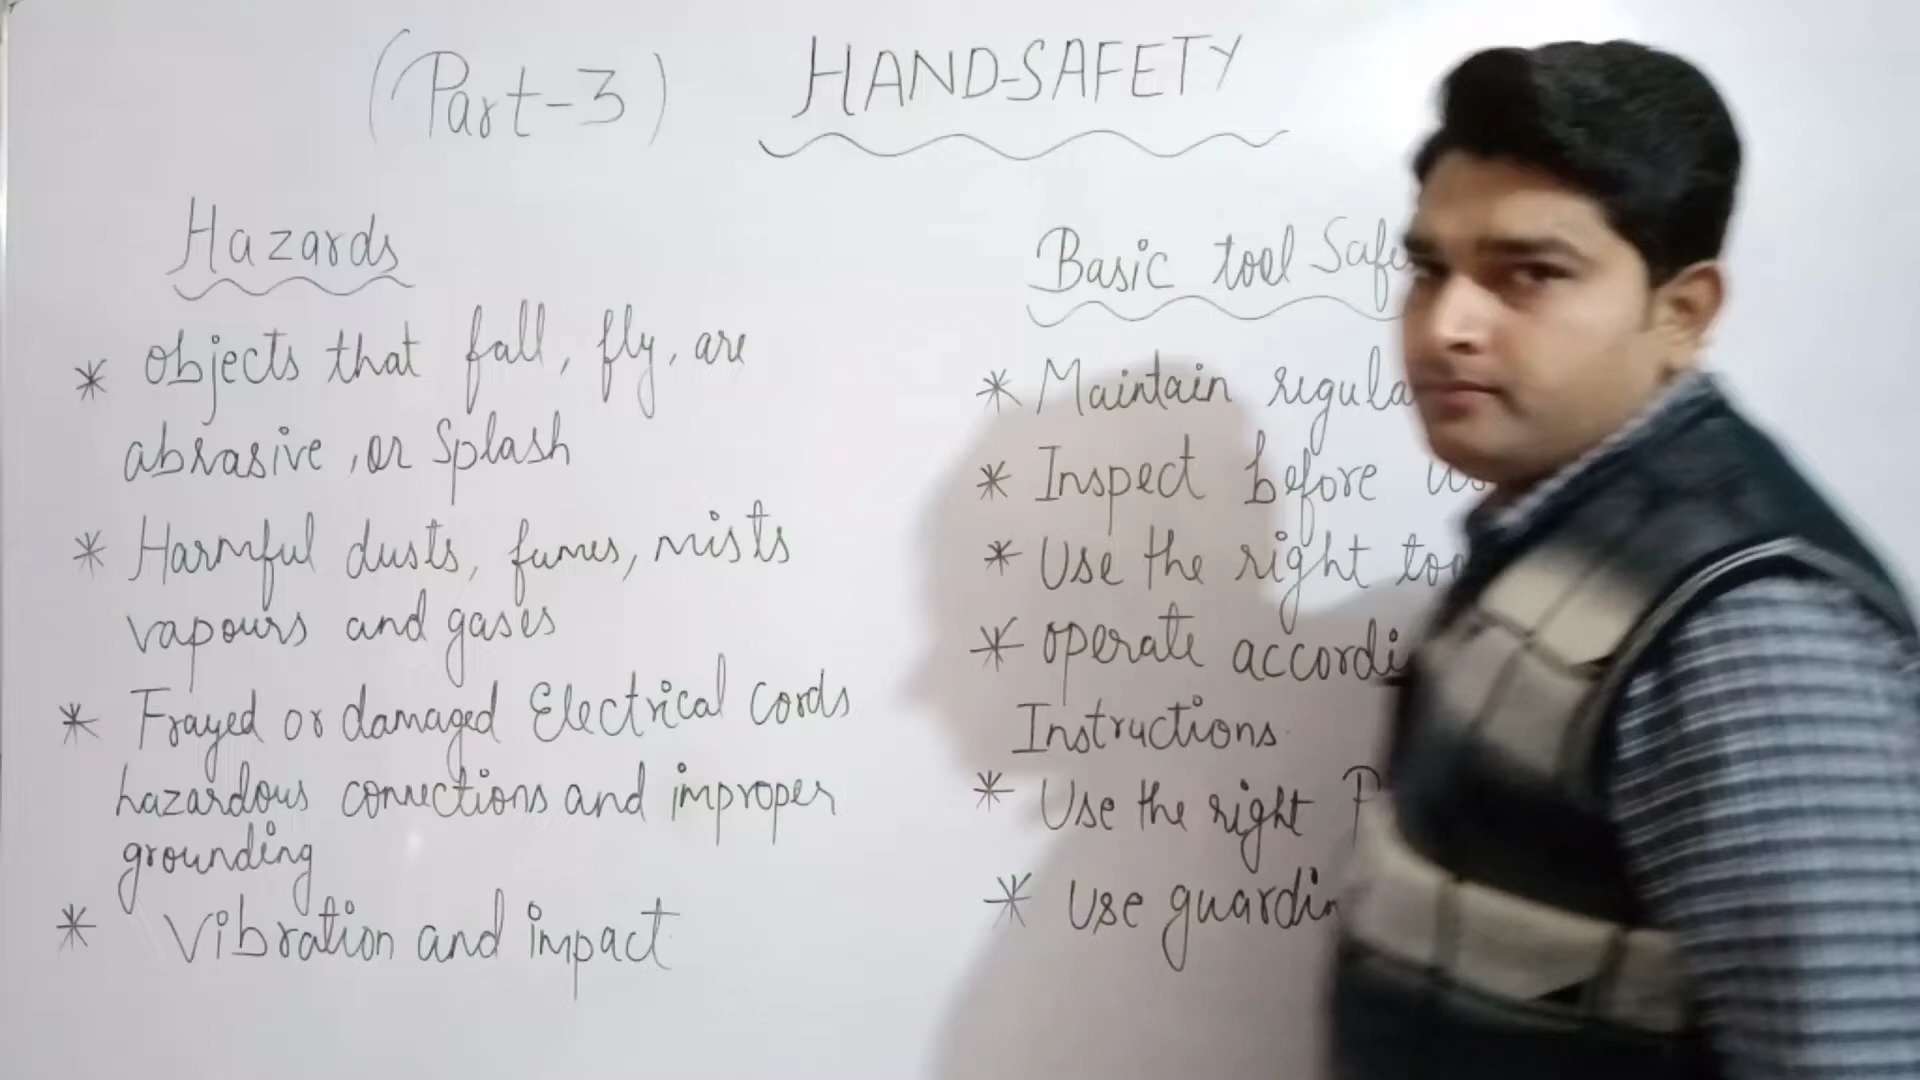 (Part-3) HAND-SAFETY
Hazards
* objects that fall, fly, are
abrasive, or Splash
* Harmful dusts, fumes, mists
vapours and gases
* Frayed or damaged Electrical Cords
hazardous connections and improper
grounding
* Vibration and impact
Basic tool
* Maintain
* Inspect before
* Use the right
* operate
Instructions
* Use the right
* Use